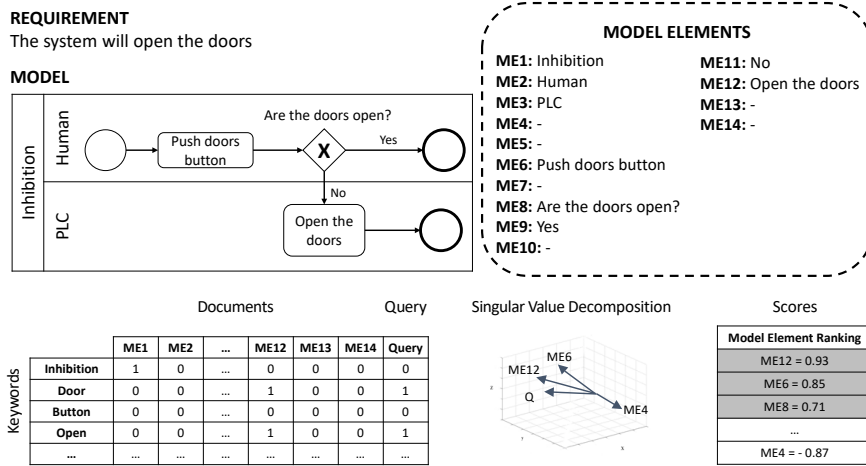 REQUIREMENT
The system will open the doors
MODEL
Inhibition
Human
PLC
Push doors
button
Are the doors open?
X
Yes
No
Open the
doors
MODEL ELEMENTS
ME1: Inhibition
ME2: Human
ME3: PLC
ME4: -
ME5: -
ME6: Push doors button
ME7: -
ME8: Are the doors open?
ME9: Yes
ME10: -
ME11: No
ME12: Open the doors
ME13: -
ME14: -
Documents Query
Keywords
ME1 ME2 ... ME12 ME13 ME14 Query
Inhibition 1 0 ... 0 0 0 0
Door 0 0 ... 1 0 0 1
Button 0 0 ... 0 0 0 0
Open 0 0 ... 1 0 0 1
... ... ... ... ... ... ... ...
Singular Value Decomposition
ME6
ME12
Q
ME4
Scores
Model Element Ranking
ME12 = 0.93
ME6 = 0.85
ME8 = 0.71
...
ME4 = - 0.87